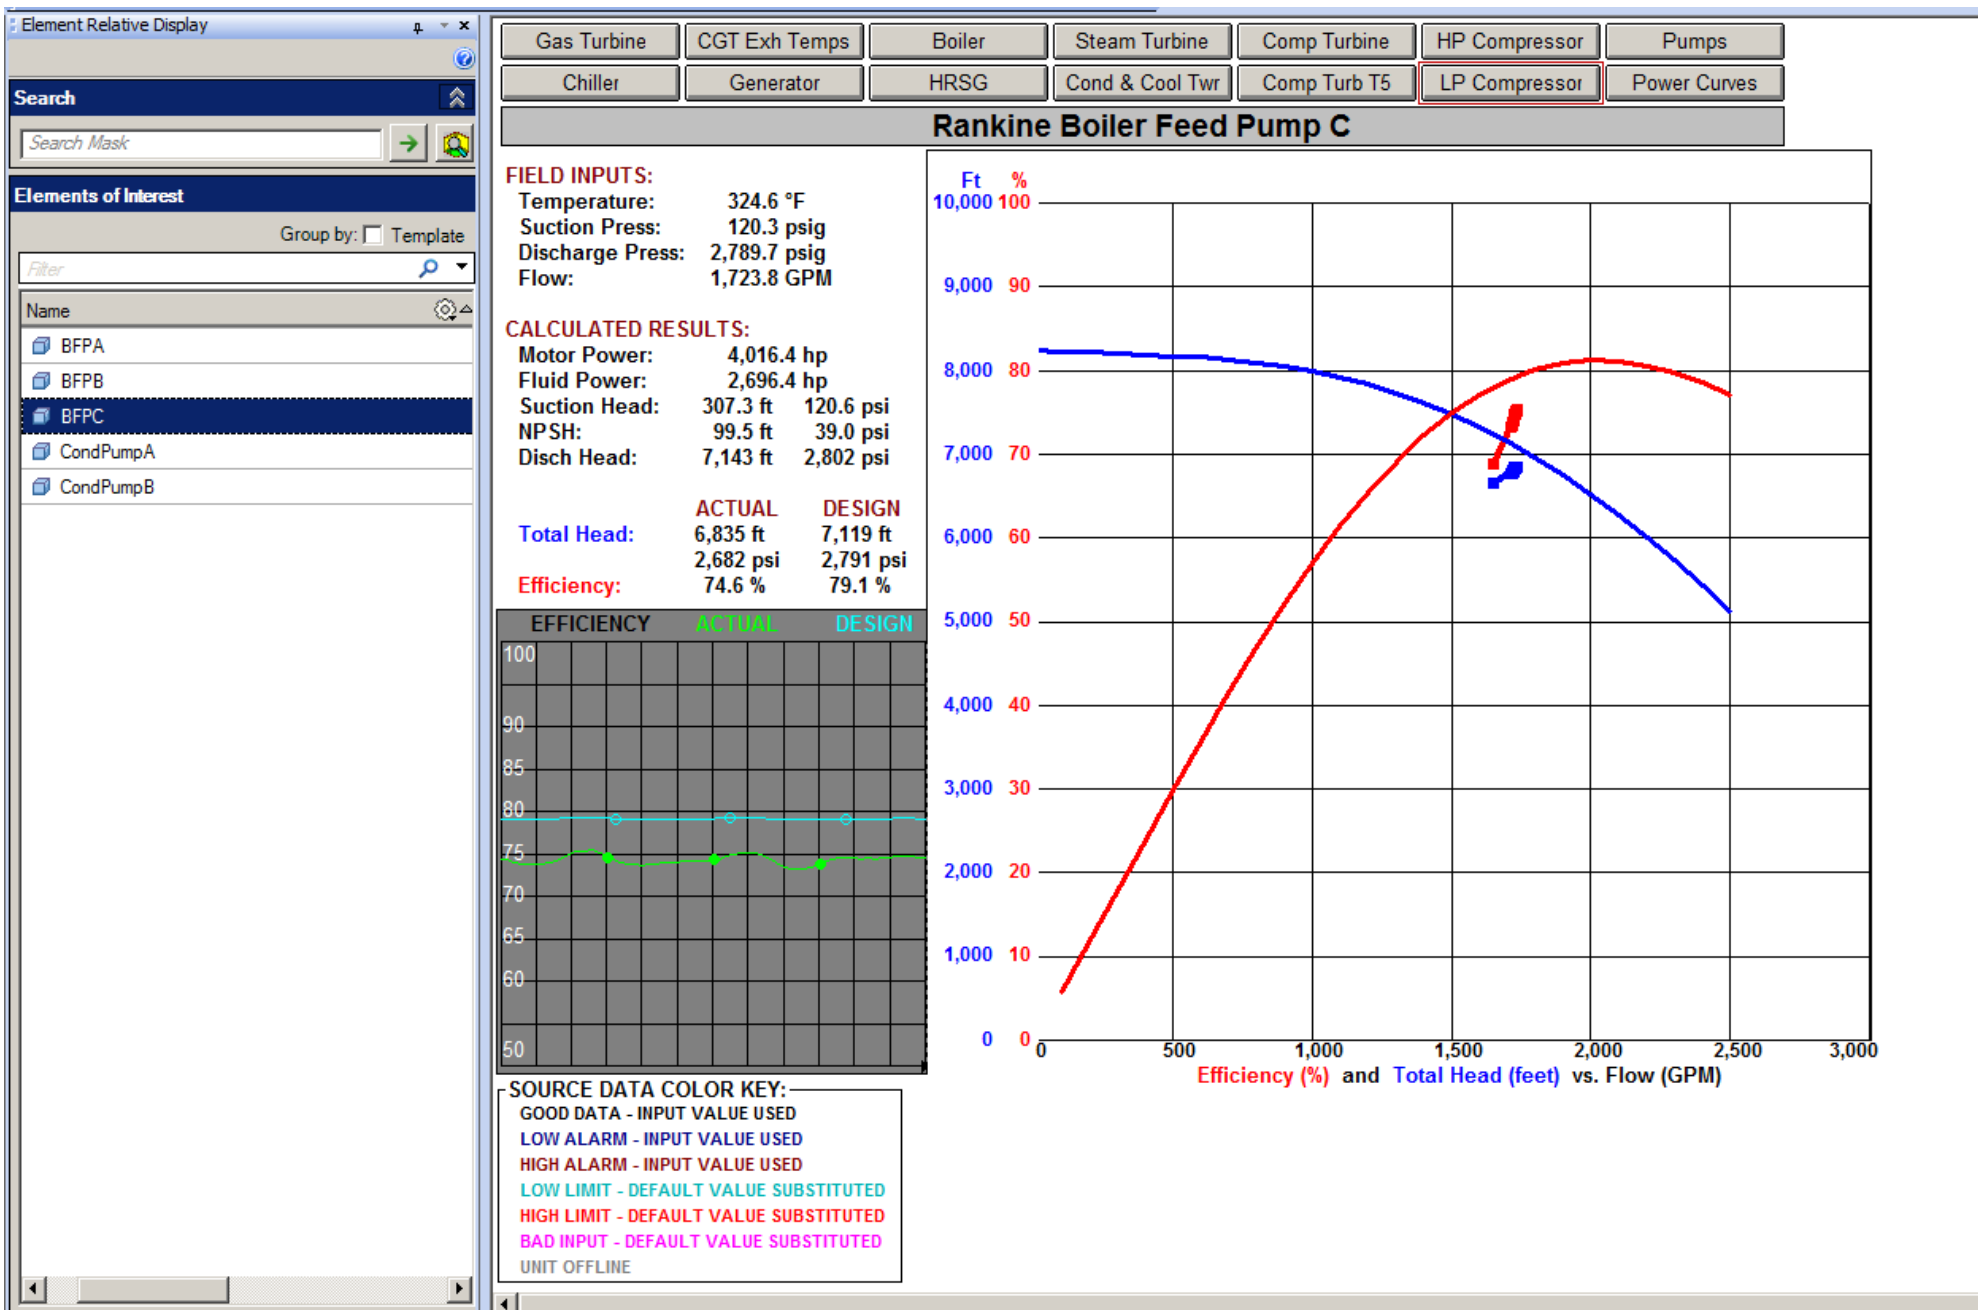 Element Relative Display
Search
Search Mask
Elements of Interest
Group by: Template
Filter
Name
BFPA
BFPB
BFPC
CondPumpA
CondPumpB
Gas Turbine CGT Exh Temps Boiler Steam Turbine Comp Turbine HP Compressor Pumps
Chiller Generator HRSG Cond & Cool Twr Comp Turb T5 LP Compressor Power Curves
Rankine Boiler Feed Pump C
FIELD INPUTS:
Temperature: 324.6 °F
Suction Press: 120.3 psig
Discharge Press: 2,789.7 psig
Flow: 1,723.8 GPM
CALCULATED RESULTS:
Motor Power: 4,016.4 hp
Fluid Power: 2,696.4 hp
Suction Head: 307.3 ft 120.6 psi
NPSH: 99.5 ft 39.0 psi
Disch Head: 7,143 ft 2,802 psi
ACTUAL DESIGN
Total Head: 6,835 ft 7,119 ft
2,682 psi 2,791 psi
Efficiency: 74.6 % 79.1 %
EFFICIENCY ACTUAL DESIGN
100
90
85
80
75
70
65
60
50
SOURCE DATA COLOR KEY:
GOOD DATA - INPUT VALUE USED
LOW ALARM - INPUT VALUE USED
HIGH ALARM - INPUT VALUE USED
LOW LIMIT - DEFAULT VALUE SUBSTITUTED
HIGH LIMIT - DEFAULT VALUE SUBSTITUTED
BAD INPUT - DEFAULT VALUE SUBSTITUTED
UNIT OFFLINE
Ft %
10,000 100
9,000 90
8,000 80
7,000 70
6,000 60
5,000 50
4,000 40
3,000 30
2,000 20
1,000 10
0 0
0 500 1,000 1,500 2,000 2,500 3,000
Efficiency (%) and Total Head (feet) vs. Flow (GPM)